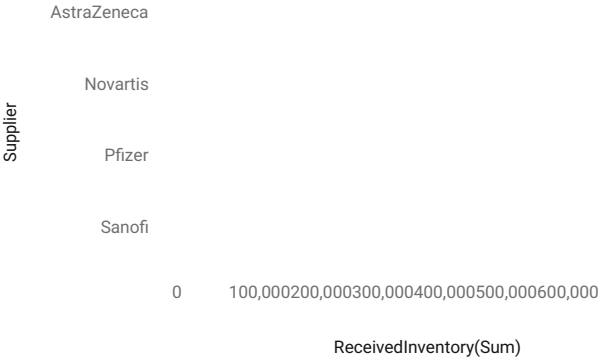 AstraZeneca
Novartis
Supplier
Pfizer
Sanofi
0 100,000200,000300,000400,000500,000600,000
ReceivedInventory(Sum)